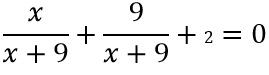 x/(x + 9) + 9/(x + 9) + 2 = 0